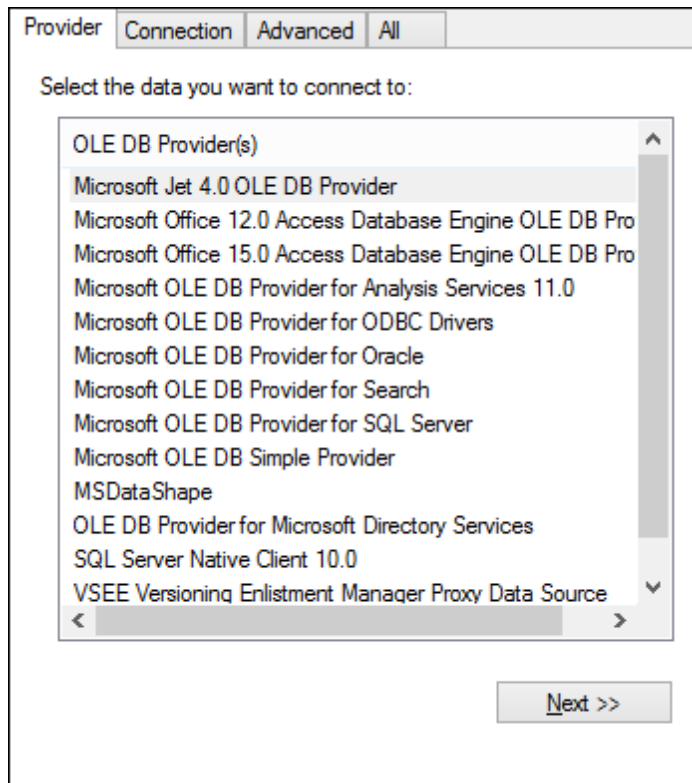 Provider Connection Advanced All
Select the data you want to connect to:
OLE DB Provider(s)
Microsoft Jet 4.0 OLE DB Provider
Microsoft Office 12.0 Access Database Engine OLE DB Pro
Microsoft Office 15.0 Access Database Engine OLE DB Pro
Microsoft OLE DB Provider for Analysis Services 11.0
Microsoft OLE DB Provider for ODBC Drivers
Microsoft OLE DB Provider for Oracle
Microsoft OLE DB Provider for Search
Microsoft OLE DB Provider for SQL Server
Microsoft OLE DB Simple Provider
MSDataShape
OLE DB Provider for Microsoft Directory Services
SQL Server Native Client 10.0
VSEE Versioning Enlistment Manager Proxy Data Source
Next >>